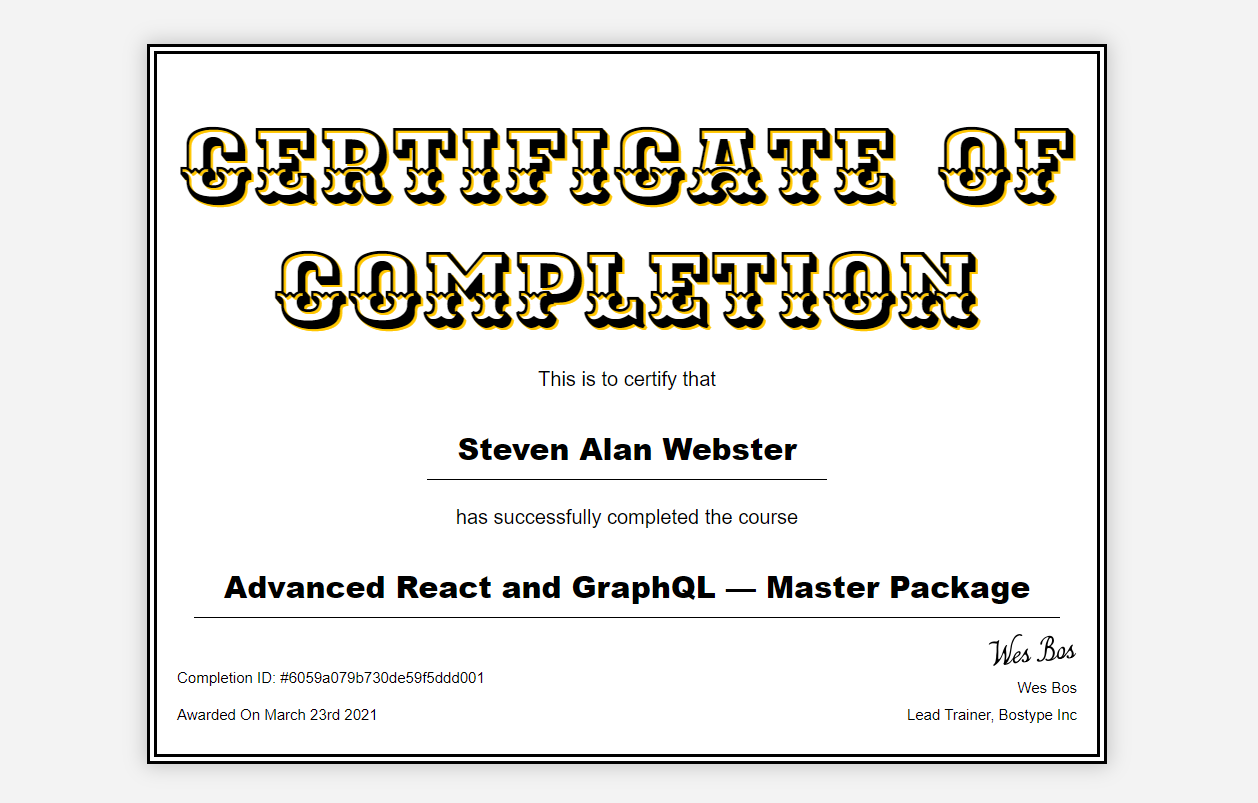 CERTIFICATE OF
COMPLETION
This is to certify that
Steven Alan Webster
has successfully completed the course
Advanced React and GraphQL — Master Package
Wes Bos
Completion ID: #6059a079b730de59f5ddd001
Wes Bos
Awarded On March 23rd 2021
Lead Trainer, Bostype Inc